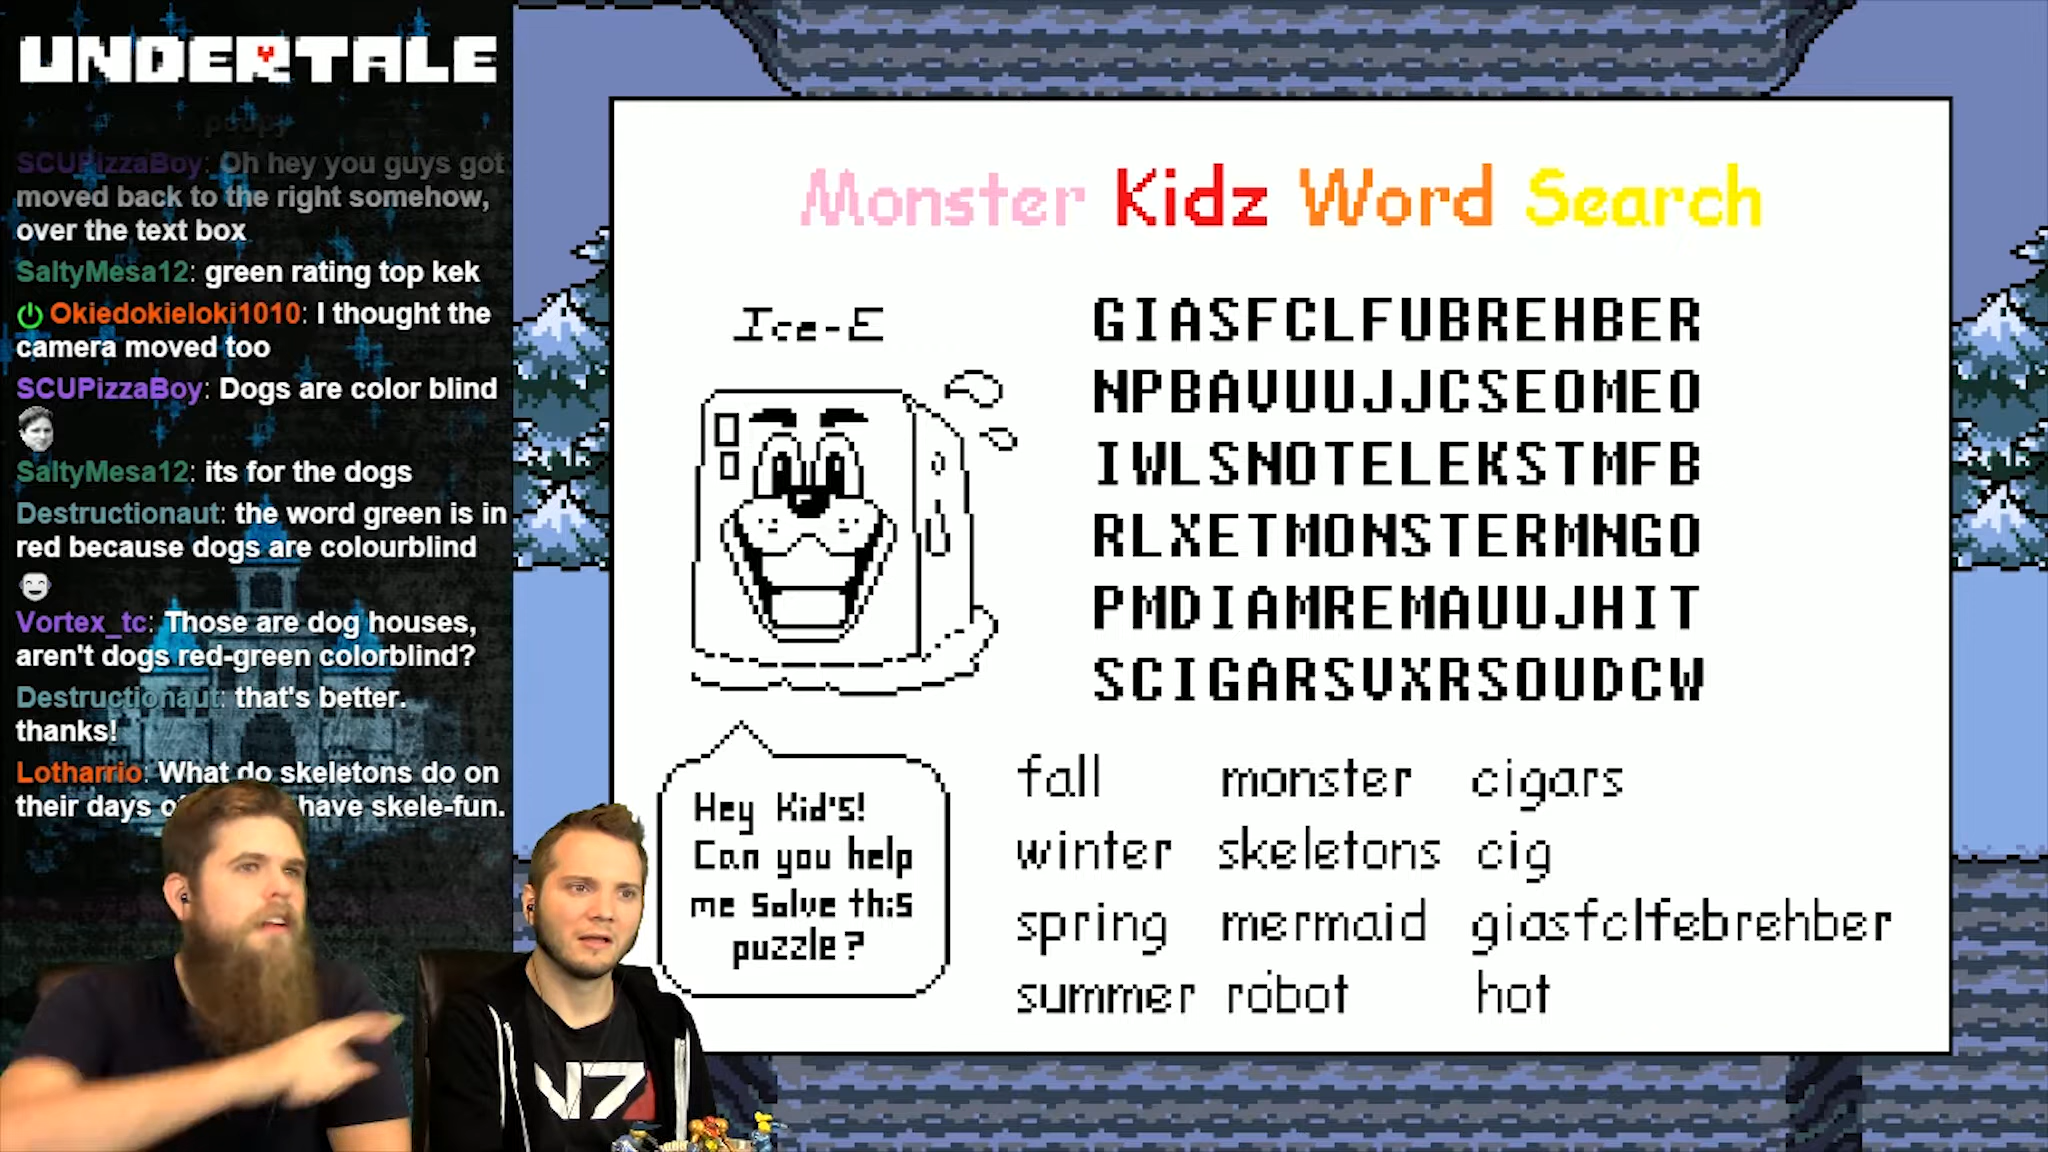 UNDERTALE
SCUPizzaBoy: Oh hey you guys got
moved back to the right somehow,
over the text box
SaltyMesa12: green rating top kek
Okiedokieloki1010: I thought the
camera moved too
SCUPizzaBoy: Dogs are color blind
SaltyMesa12: its for the dogs
Destructionaut: the word green is in
red because dogs are colourblind
Vortex_tc: Those are dog houses,
aren't dogs red-green colorblind?
Destructionaut: that's better.
thanks!
Lotharrio: What do skeletons do on
their days have skele-fun.
Monster Kidz Word Search
Ice-E
GIASFCLFUBREHBER
NPBAVUUJJCSEOMEO
IWLSNOTELEKSTMFB
RLXETMONSTERMNGO
PMDIAMREMAUUJHIT
SCIGARSVXRSOUDCW
Hey Kid's!
Can you help
me Solve thiS
puzzle?
fall monster cigars
winter skeletons cig
spring mermaid giasfclfebrehber
summer robot hot
N7